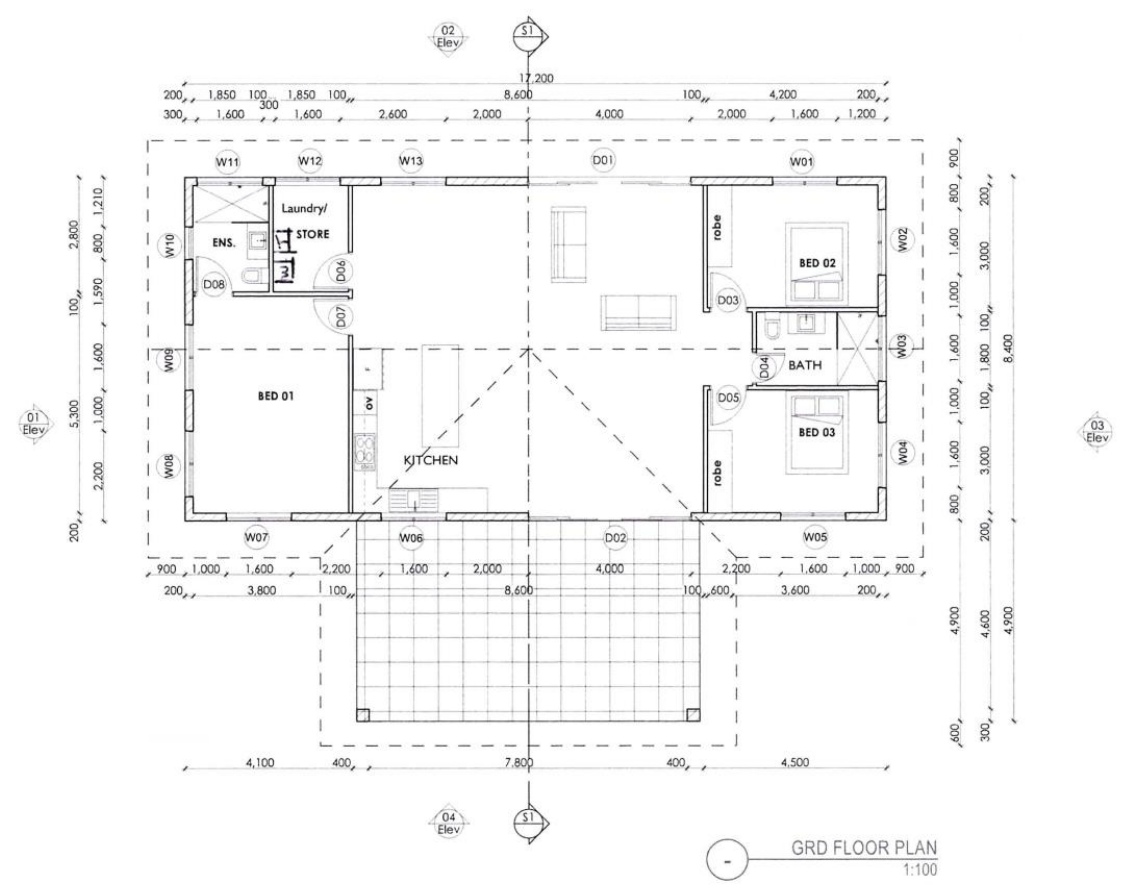 02
Elev
S1
17,200
200 1,850 100 1,850 100 8,600 100 4,200 200
300
300 1,600 1,600 2,600 2,000 4,000 2,000 1,600 1,200
W11 W12 W13 D01 W01
900
1,210 800 200
2,800 800 W10 1,600 3,000 W02
Laundry/
STORE
ENS.
robe
BED 02
D08 D06
1,590 1,000
100 D07 D03 100
W09 1,600 D04 BATH W03 1,600 1,800 8,400
BED 01 D05
5,300 1,000 1,000 100
01
Elev
03
Elev
OV
KITCHEN
BED 03
robe
W08 2,200 W04 1,600 3,000
800
200 200
W07 W06 D02 W05
900 1,000 1,600 2,200 1,600 2,000 4,000 2,200 1,600 1,000 900
200 3,800 100 8,600 100 600 3,600 200
4,900 4,600 4,900
600 300
4,100 400 7,800 400 4,500
04
Elev
S1
-
GRD FLOOR PLAN
1:100